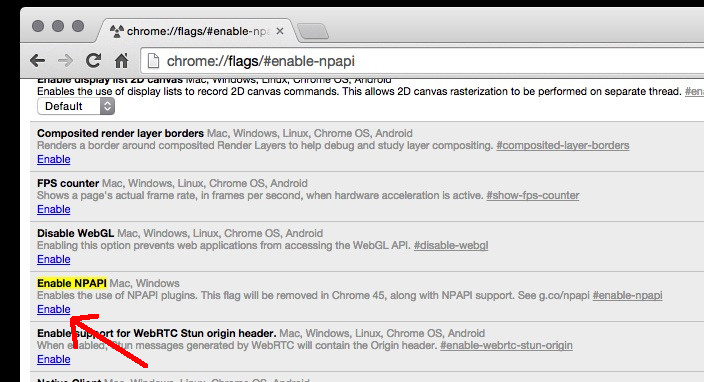 chrome://flags/#enable-npa
chrome://flags/#enable-npapi
Enable display list 2D canvas Mac, Windows, Linux, Chrome OS, Android
Enables the use of display lists to record 2D canvas commands. This allows 2D canvas rasterization to be performed on separate thread. #en
Default
Composited render layer borders Mac, Windows, Linux, Chrome OS, Android
Renders a border around composited Render Layers to help debug and study layer compositing. #composited-layer-borders
Enable
FPS counter Mac, Windows, Linux, Chrome OS, Android
Shows a page's actual frame rate, in frames per second, when hardware acceleration is active. #show-fps-counter
Enable
Disable WebGL Mac, Windows, Linux, Chrome OS, Android
Enabling this option prevents web applications from accessing the WebGL API. #disable-webgl
Enable
Enable NPAPI Mac, Windows
Enables the use of NPAPI plugins. This flag will be removed in Chrome 45, along with NPAPI support. See g.co/npapi #enable-npapi
Enable
Enable support for WebRTC Stun origin header. Mac, Windows, Linux, Chrome OS, Android
When enabled, Stun messages generated by WebRTC will contain the Origin header. #enable-webrtc-stun-origin
Enable
Native Client Mac, Windows, Linux, Chrome OS, Android